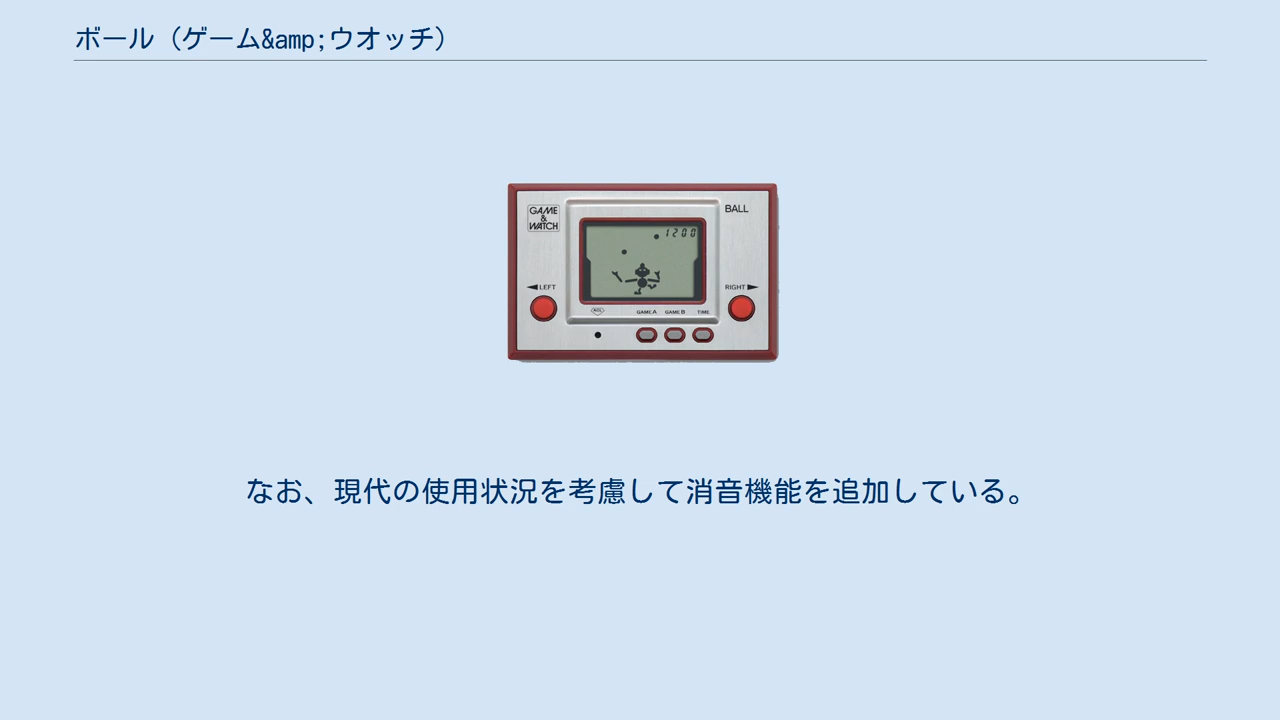 ボール（ゲーム&amp;ウオッチ）
GAME
&
WATCH
BALL
1200
◄LEFT
RIGHT►
ACL
GAME A GAME B TIME
なお、現代の使用状況を考慮して消音機能を追加している。